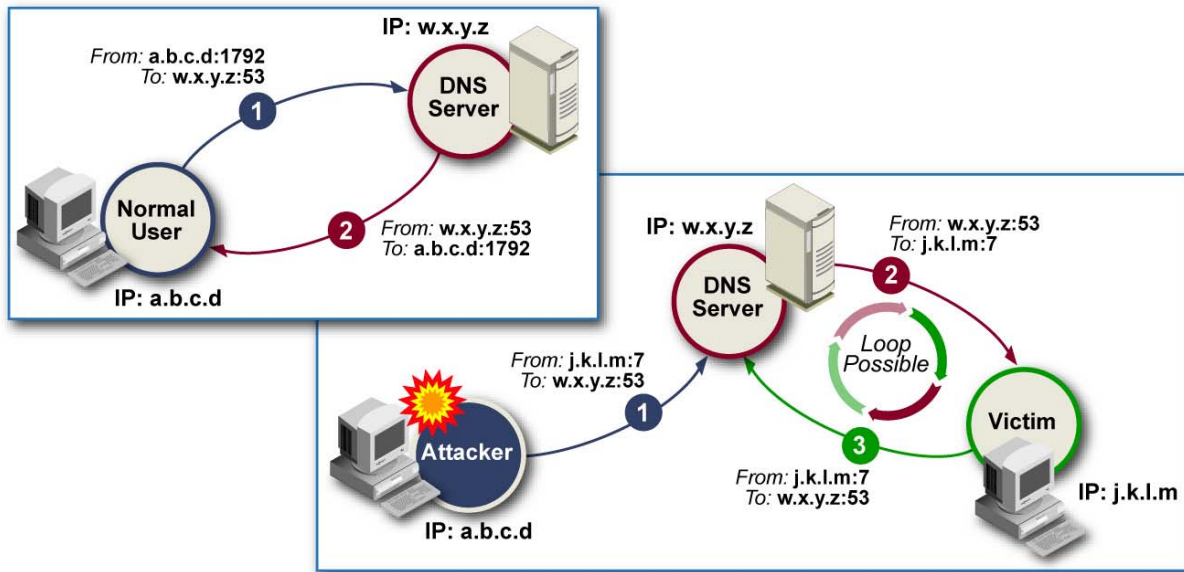 IP: w.x.y.z
From: a.b.c.d:1792
To: w.x.y.z:53
1
DNS
Server
Normal
User
2
From: w.x.y.z:53
To: a.b.c.d:1792
IP: a.b.c.d
IP: w.x.y.z
From: w.x.y.z:53
To: j.k.l.m:7
2
DNS
Server
Loop
Possible
From: j.k.l.m:7
To: w.x.y.z:53
1
Attacker
IP: a.b.c.d
Victim
3
From: j.k.l.m:7
To: w.x.y.z:53
IP: j.k.l.m